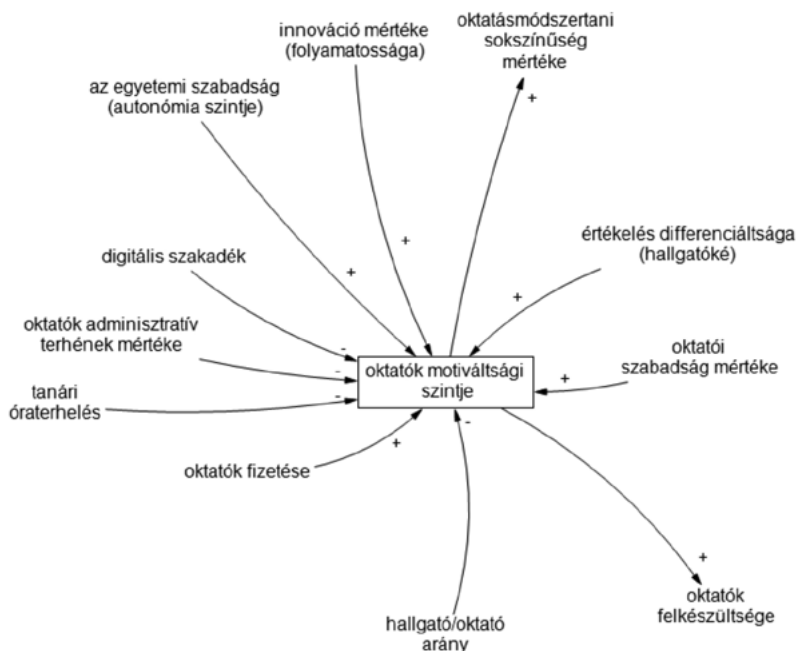 innováció mértéke
(folyamatossága)
oktatásmódszertani
sokszínűség
mértéke
+
az egyetemi szabadság
(autonómia szintje)
értékelés differenciáltsága
(hallgatóké)
+
digitális szakadék
+
+
oktatók adminisztratív
terhének mértéke
-
-
-
oktatók motiváltsági
szintje
+
oktatói
szabadság mértéke
tanári
óraterhelés
oktatók fizetése
+
-
+
hallgató/oktató
arány
oktatók
felkészültsége